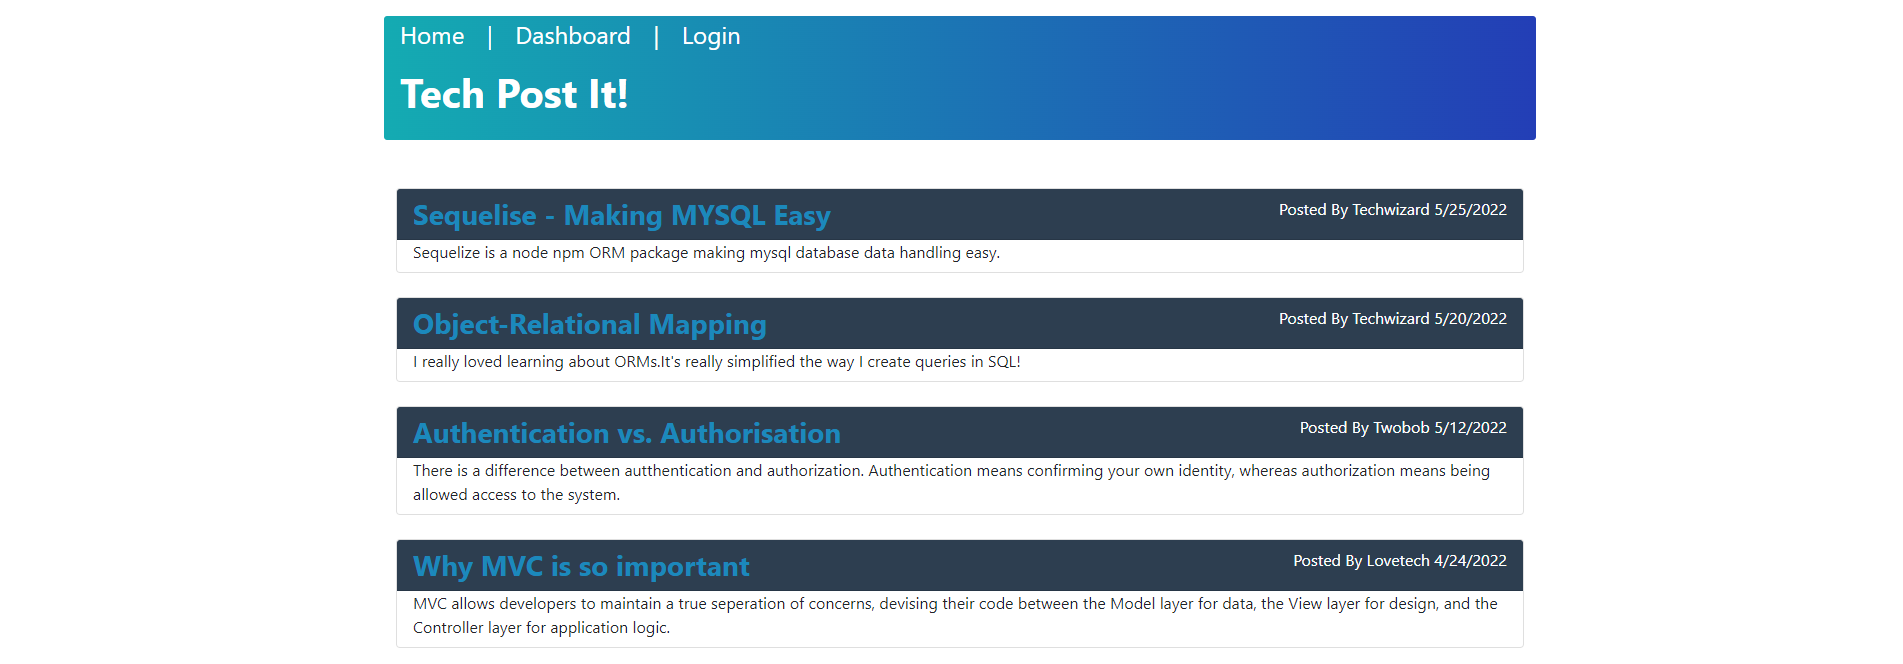 Home | Dashboard | Login
Tech Post It!
Sequelise - Making MYSQL Easy
Posted By Techwizard 5/25/2022
Sequelize is a node npm ORM package making mysql database data handling easy.
Object-Relational Mapping
Posted By Techwizard 5/20/2022
I really loved learning about ORMs.It's really simplified the way I create queries in SQL!
Authentication vs. Authorisation
Posted By Twobob 5/12/2022
There is a difference between autthentication and authorization. Authentication means confirming your own identity, whereas authorization means being
allowed access to the system.
Why MVC is so important
Posted By Lovetech 4/24/2022
MVC allows developers to maintain a true seperation of concerns, devising their code between the Model layer for data, the View layer for design, and the
Controller layer for application logic.